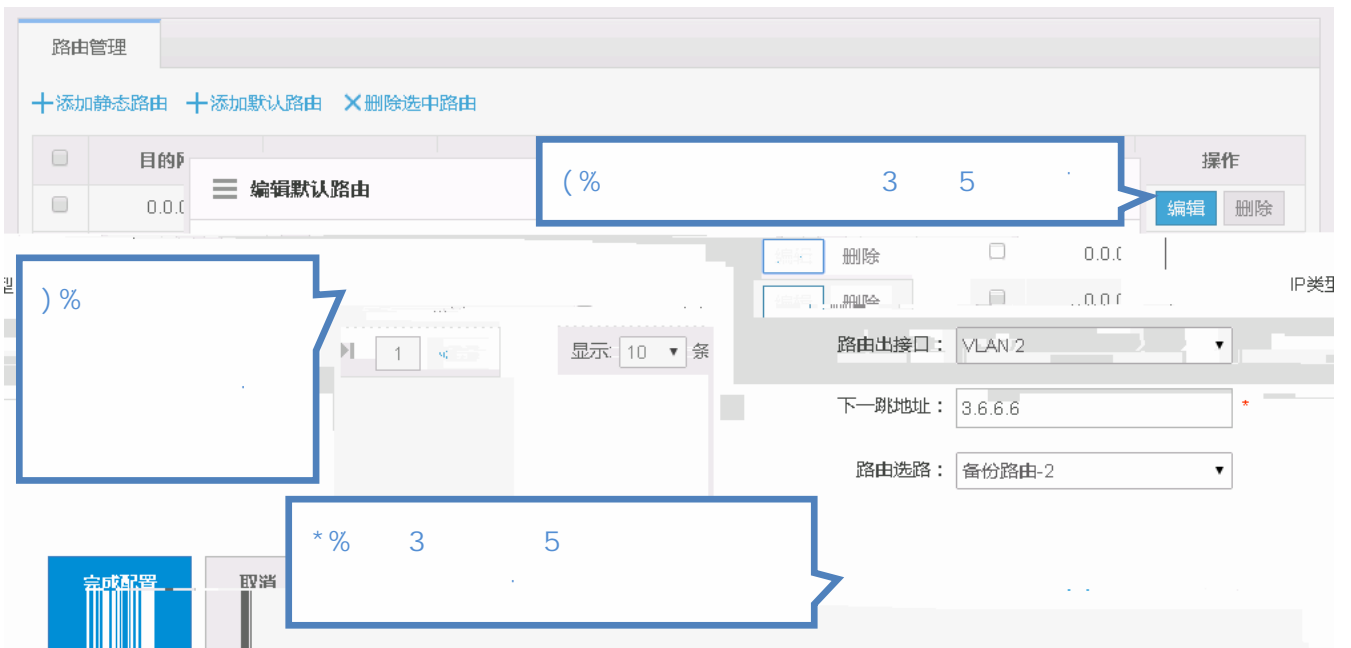 路由管理
添加静态路由 添加默认路由 删除选中路由
目的 操作
编辑默认路由
(% 3 5
0.0. 编辑 删除
删除 0.0.
IP类型
型
)%
删除 0.0
1 显示: 10 条
路由出接口： VLAN 2
下一跳地址： 3.6.6.6 *
路由选路： 备份路由-2
*% 3 5
完成配置 取消